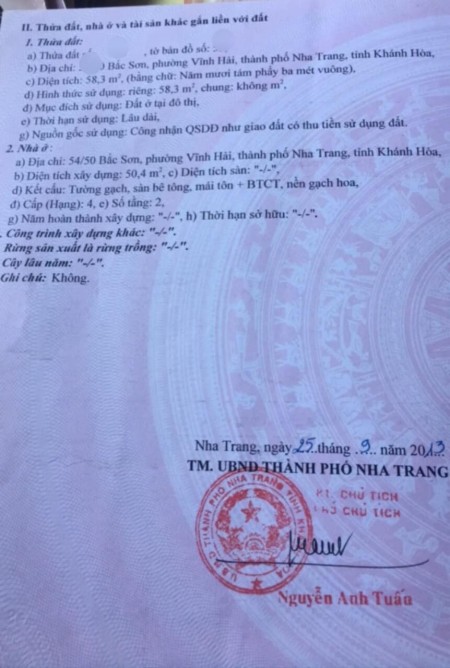 II. Thửa đất, nhà ở và tài sản khác gắn liền với đất
1. Thửa đất:
a) Thửa đất , tờ bản đồ số:
b) Địa chỉ: Bắc Sơn, phường Vĩnh Hải, thành phố Nha Trang, tỉnh Khánh Hòa,
c) Diện tích: 58,3 m², (bằng chữ: Năm mươi tám phẩy ba mét vuông),
d) Hình thức sử dụng: riêng: 58,3 m², chung: không m²,
đ) Mục đích sử dụng: Đất ở tại đô thị,
e) Thời hạn sử dụng: Lâu dài,
g) Nguồn gốc sử dụng: Công nhận QSDĐ như giao đất có thu tiền sử dụng đất.
2. Nhà ở :
a) Địa chỉ: 54/50 Bắc Sơn, phường Vĩnh Hải, thành phố Nha Trang, tỉnh Khánh Hòa,
b) Diện tích xây dựng: 50,4 m², c) Diện tích sàn: "-/-",
d) Kết cấu: Tường gạch, sàn bê tông, mái tôn + BTCT, nền gạch hoa,
đ) Cấp (Hạng): 4, e) Số tầng: 2,
g) Năm hoàn thành xây dựng: "-/-", h) Thời hạn sở hữu: "-/-".
. Công trình xây dựng khác: "-/-".
Rừng sản xuất là rừng trồng: "-/-".
Cây lâu năm: "-/-".
Ghi chú: Không.
Nha Trang, ngày 25 tháng .9.. năm 2013
TM. UBND THÀNH PHỐ NHA TRANG
KT. CHỦ TỊCH
PHÓ CHỦ TỊCH
Nguyễn Anh Tuấn